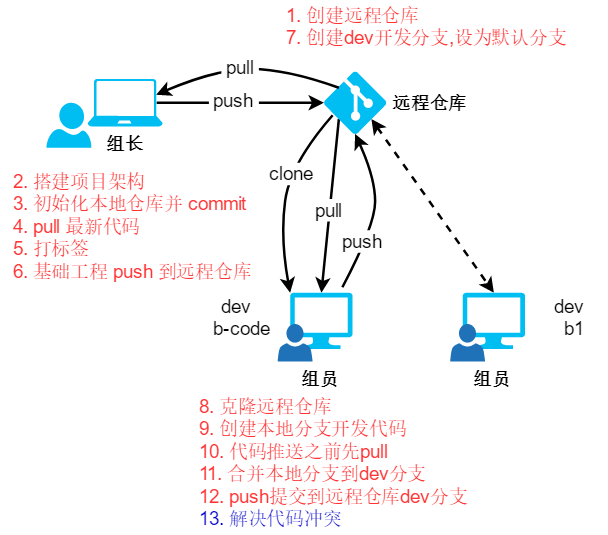 1. 创建远程仓库
7. 创建dev开发分支,设为默认分支
pull
push
远程仓库
组长
2. 搭建项目架构
3. 初始化本地仓库并 commit
4. pull 最新代码
5. 打标签
6. 基础工程 push 到远程仓库
clone
pull
push
dev
b-code
组员
dev
b1
组员
8. 克隆远程仓库
9. 创建本地分支开发代码
10. 代码推送之前先pull
11. 合并本地分支到dev分支
12. push提交到远程仓库dev分支
13. 解决代码冲突